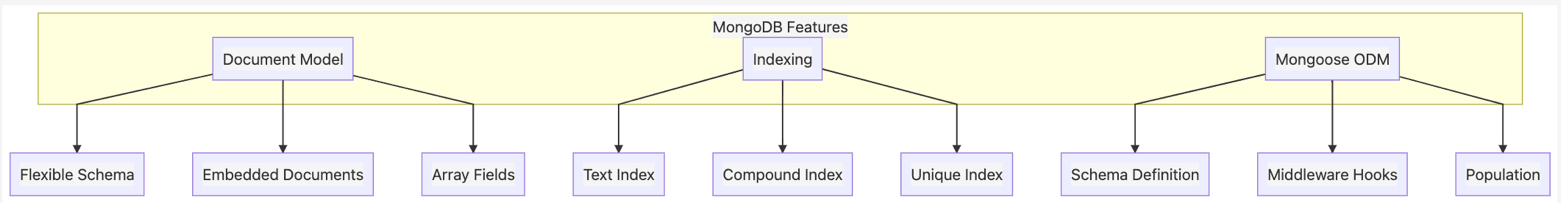 MongoDB Features
Document Model
Indexing
Mongoose ODM
Flexible Schema
Embedded Documents
Array Fields
Text Index
Compound Index
Unique Index
Schema Definition
Middleware Hooks
Population